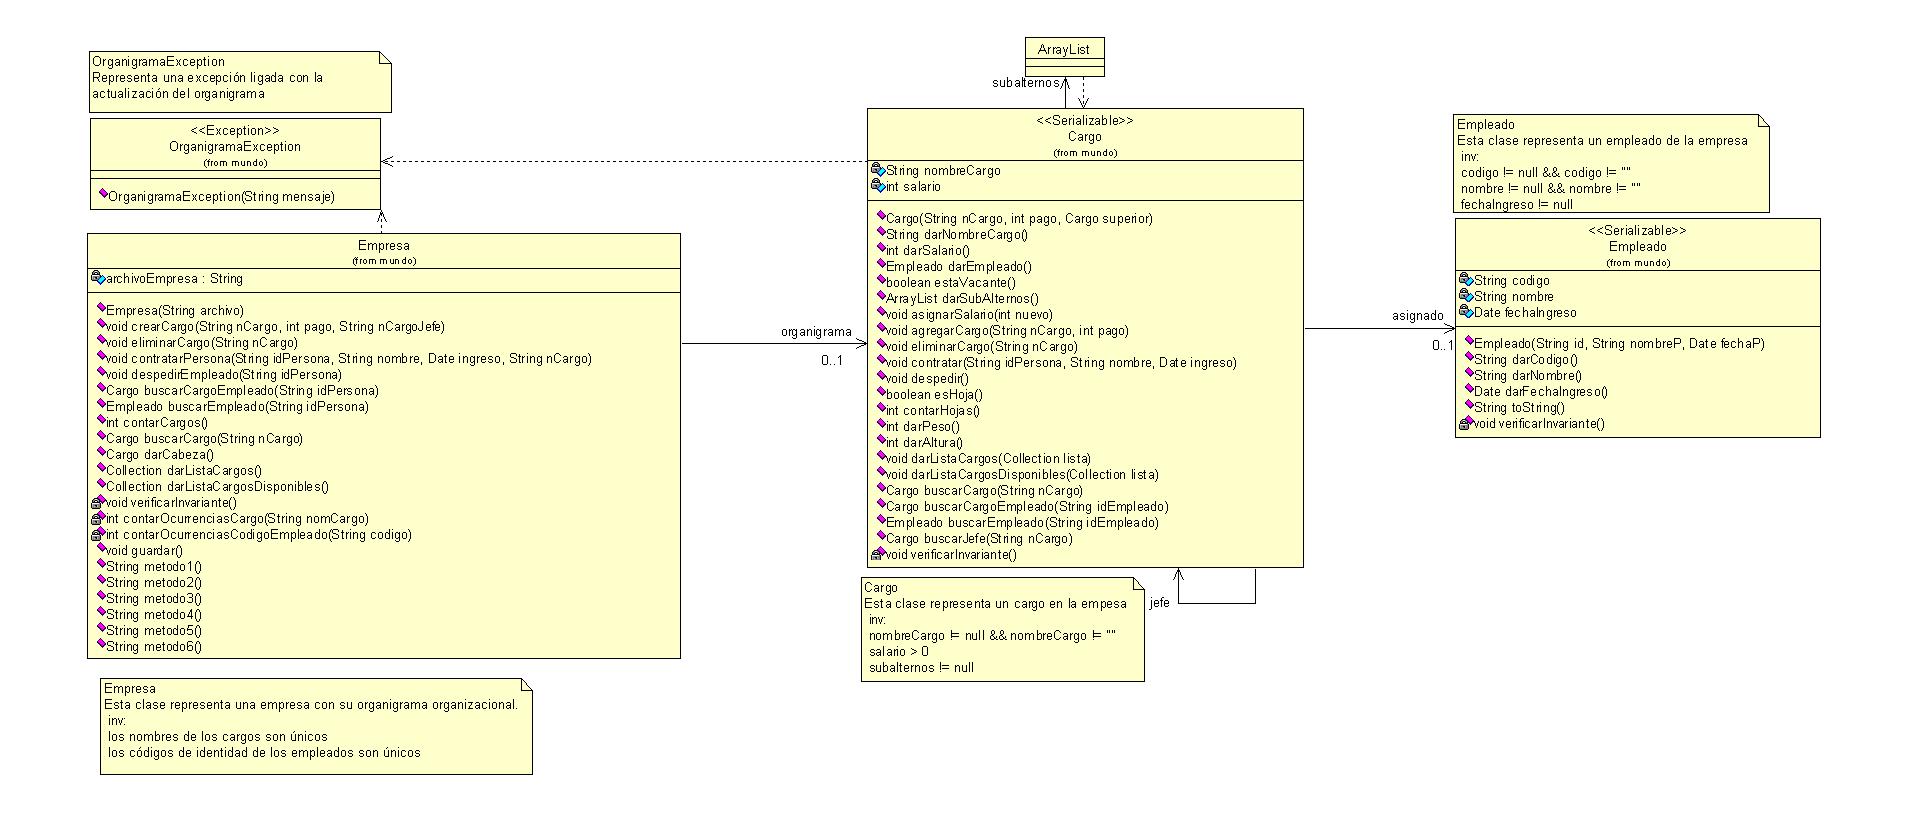 OrganigramaException
Representa una excepción ligada con la
actualización del organigrama
<<Exception>>
OrganigramaException
(from mundo)
OrganigramaException(String mensaje)
Empresa
(from mundo)
archivoEmpresa : String
Empresa(String archivo)
void crearCargo(String nCargo, int pago, String nCargoJefe)
void eliminarCargo(String nCargo)
void contratarPersona(String idPersona, String nombre, Date ingreso, String nCargo)
void despedirEmpleado(String idPersona)
Cargo buscarCargoEmpleado(String idPersona)
Empleado buscarEmpleado(String idPersona)
int contarCargos()
Cargo buscarCargo(String nCargo)
Cargo darCabeza()
Collection darListaCargos()
Collection darListaCargosDisponibles()
void verificarInvariante()
int contarOcurrenciasCargo(String nomCargo)
int contarOcurrenciasCodigoEmpleado(String codigo)
void guardar()
String metodo1()
String metodo2()
String metodo3()
String metodo4()
String metodo5()
String metodo6()
Empresa
Esta clase representa una empresa con su organigrama organizacional.
inv:
los nombres de los cargos son únicos
los códigos de identidad de los empleados son únicos
organigrama
0..1
ArrayList
subalternos
<<Serializable>>
Cargo
(from mundo)
String nombreCargo
int salario
Cargo(String nCargo, int pago, Cargo superior)
String darNombreCargo()
int darSalario()
Empleado darEmpleado()
boolean estaVacante()
ArrayList darSubAlternos()
void asignarSalario(int nuevo)
void agregarCargo(String nCargo, int pago)
void eliminarCargo(String nCargo)
void contratar(String idPersona, String nombre, Date ingreso)
void despedir()
boolean esHoja()
int contarHojas()
int darPeso()
int darAltura()
void darListaCargos(Collection lista)
void darListaCargosDisponibles(Collection lista)
Cargo buscarCargo(String nCargo)
Cargo buscarCargoEmpleado(String idEmpleado)
Empleado buscarEmpleado(String idEmpleado)
Cargo buscarJefe(String nCargo)
void verificarInvariante()
Cargo
Esta clase representa un cargo en la empesa
inv:
nombreCargo != null && nombreCargo != ""
salario > 0
subalternos != null
jefe
asignado
0..1
Empleado
Esta clase representa un empleado de la empresa
inv:
codigo != null && codigo != ""
nombre != null && nombre != ""
fechaIngreso != null
<<Serializable>>
Empleado
(from mundo)
String codigo
String nombre
Date fechaIngreso
Empleado(String id, String nombreP, Date fechaP)
String darCodigo()
String darNombre()
Date darFechaIngreso()
String toString()
void verificarInvariante()